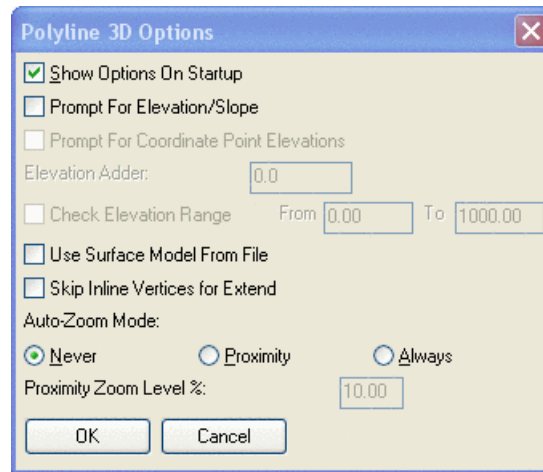 Polyline 3D Options
Show Options On Startup
Prompt For Elevation/Slope
Prompt For Coordinate Point Elevations
Elevation Adder: 0.0
Check Elevation Range From 0.00 To 1000.00
Use Surface Model From File
Skip Inline Vertices for Extend
Auto-Zoom Mode:
Never Proximity Always
Proximity Zoom Level %: 10.00
OK Cancel